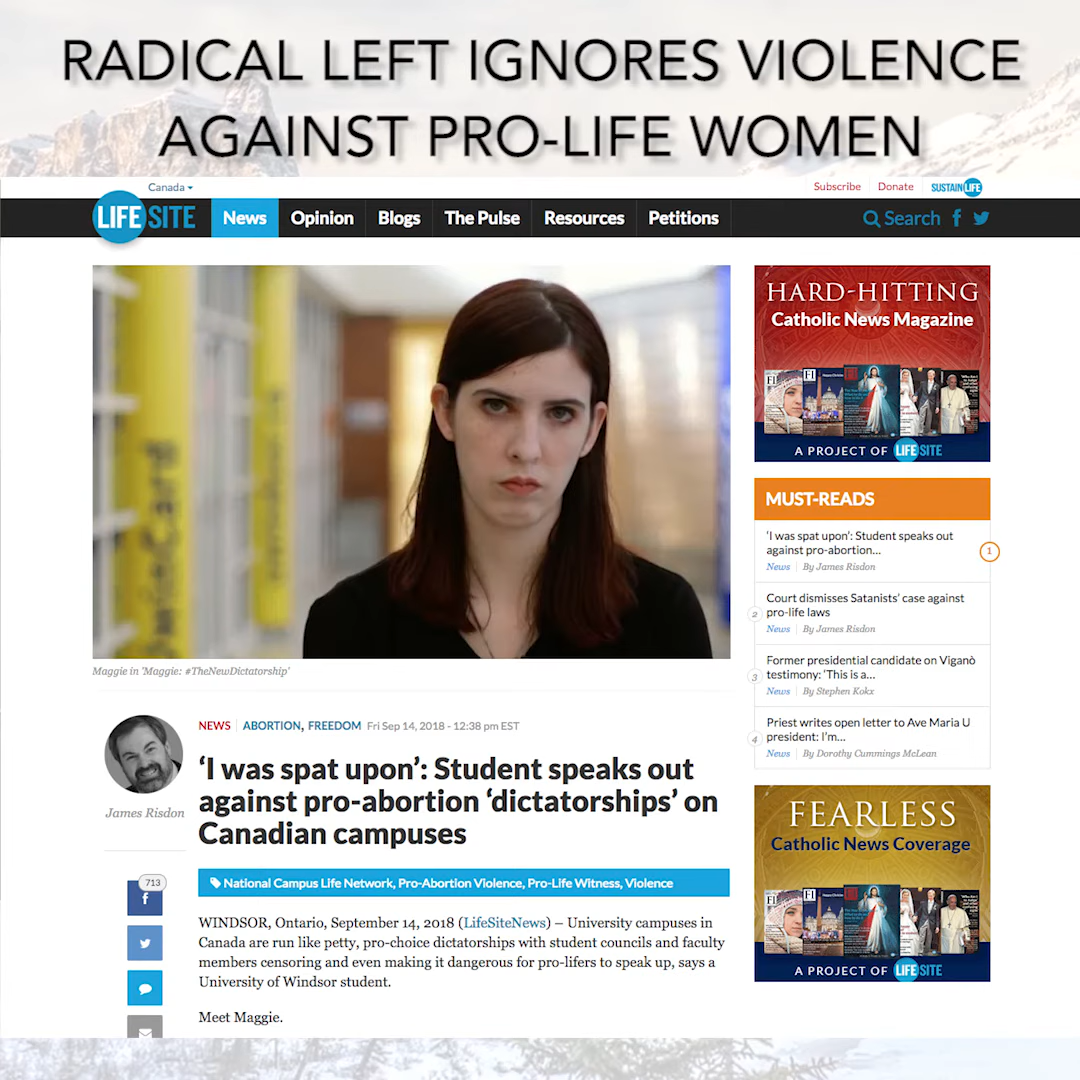 RADICAL LEFT IGNORES VIOLENCE
AGAINST PRO-LIFE WOMEN
Canada
Subscribe
Donate
SUSTAIN LIFE
LIFE SITE
News
Opinion
Blogs
The Pulse
Resources
Petitions
Search
SwipeCard
Maggie in 'Maggie: #TheNewDictatorship'
James Risdon
NEWS | ABORTION, FREEDOM Fri Sep 14, 2018 - 12:38 pm EST
‘I was spat upon’: Student speaks out
against pro-abortion ‘dictatorships’ on
Canadian campuses
National Campus Life Network, Pro-Abortion Violence, Pro-Life Witness, Violence
713
WINDSOR, Ontario, September 14, 2018 (LifeSiteNews) – University campuses in
Canada are run like petty, pro-choice dictatorships with student councils and faculty
members censoring and even making it dangerous for pro-lifers to speak up, says a
University of Windsor student.
Meet Maggie.
HARD-HITTING
Catholic News Magazine
FI
FI
A PROJECT OF LIFE SITE
MUST-READS
‘I was spat upon’: Student speaks out
against pro-abortion...
News | By James Risdon
1
Court dismisses Satanists’ case against
pro-life laws
News | By James Risdon
2
Former presidential candidate on Viganò
testimony: ‘This is a...
News | By Stephen Kokx
3
Priest writes open letter to Ave Maria U
president: I’m...
News | By Dorothy Cummings McLean
4
FEARLESS
Catholic News Coverage
FI
FI
A PROJECT OF LIFE SITE